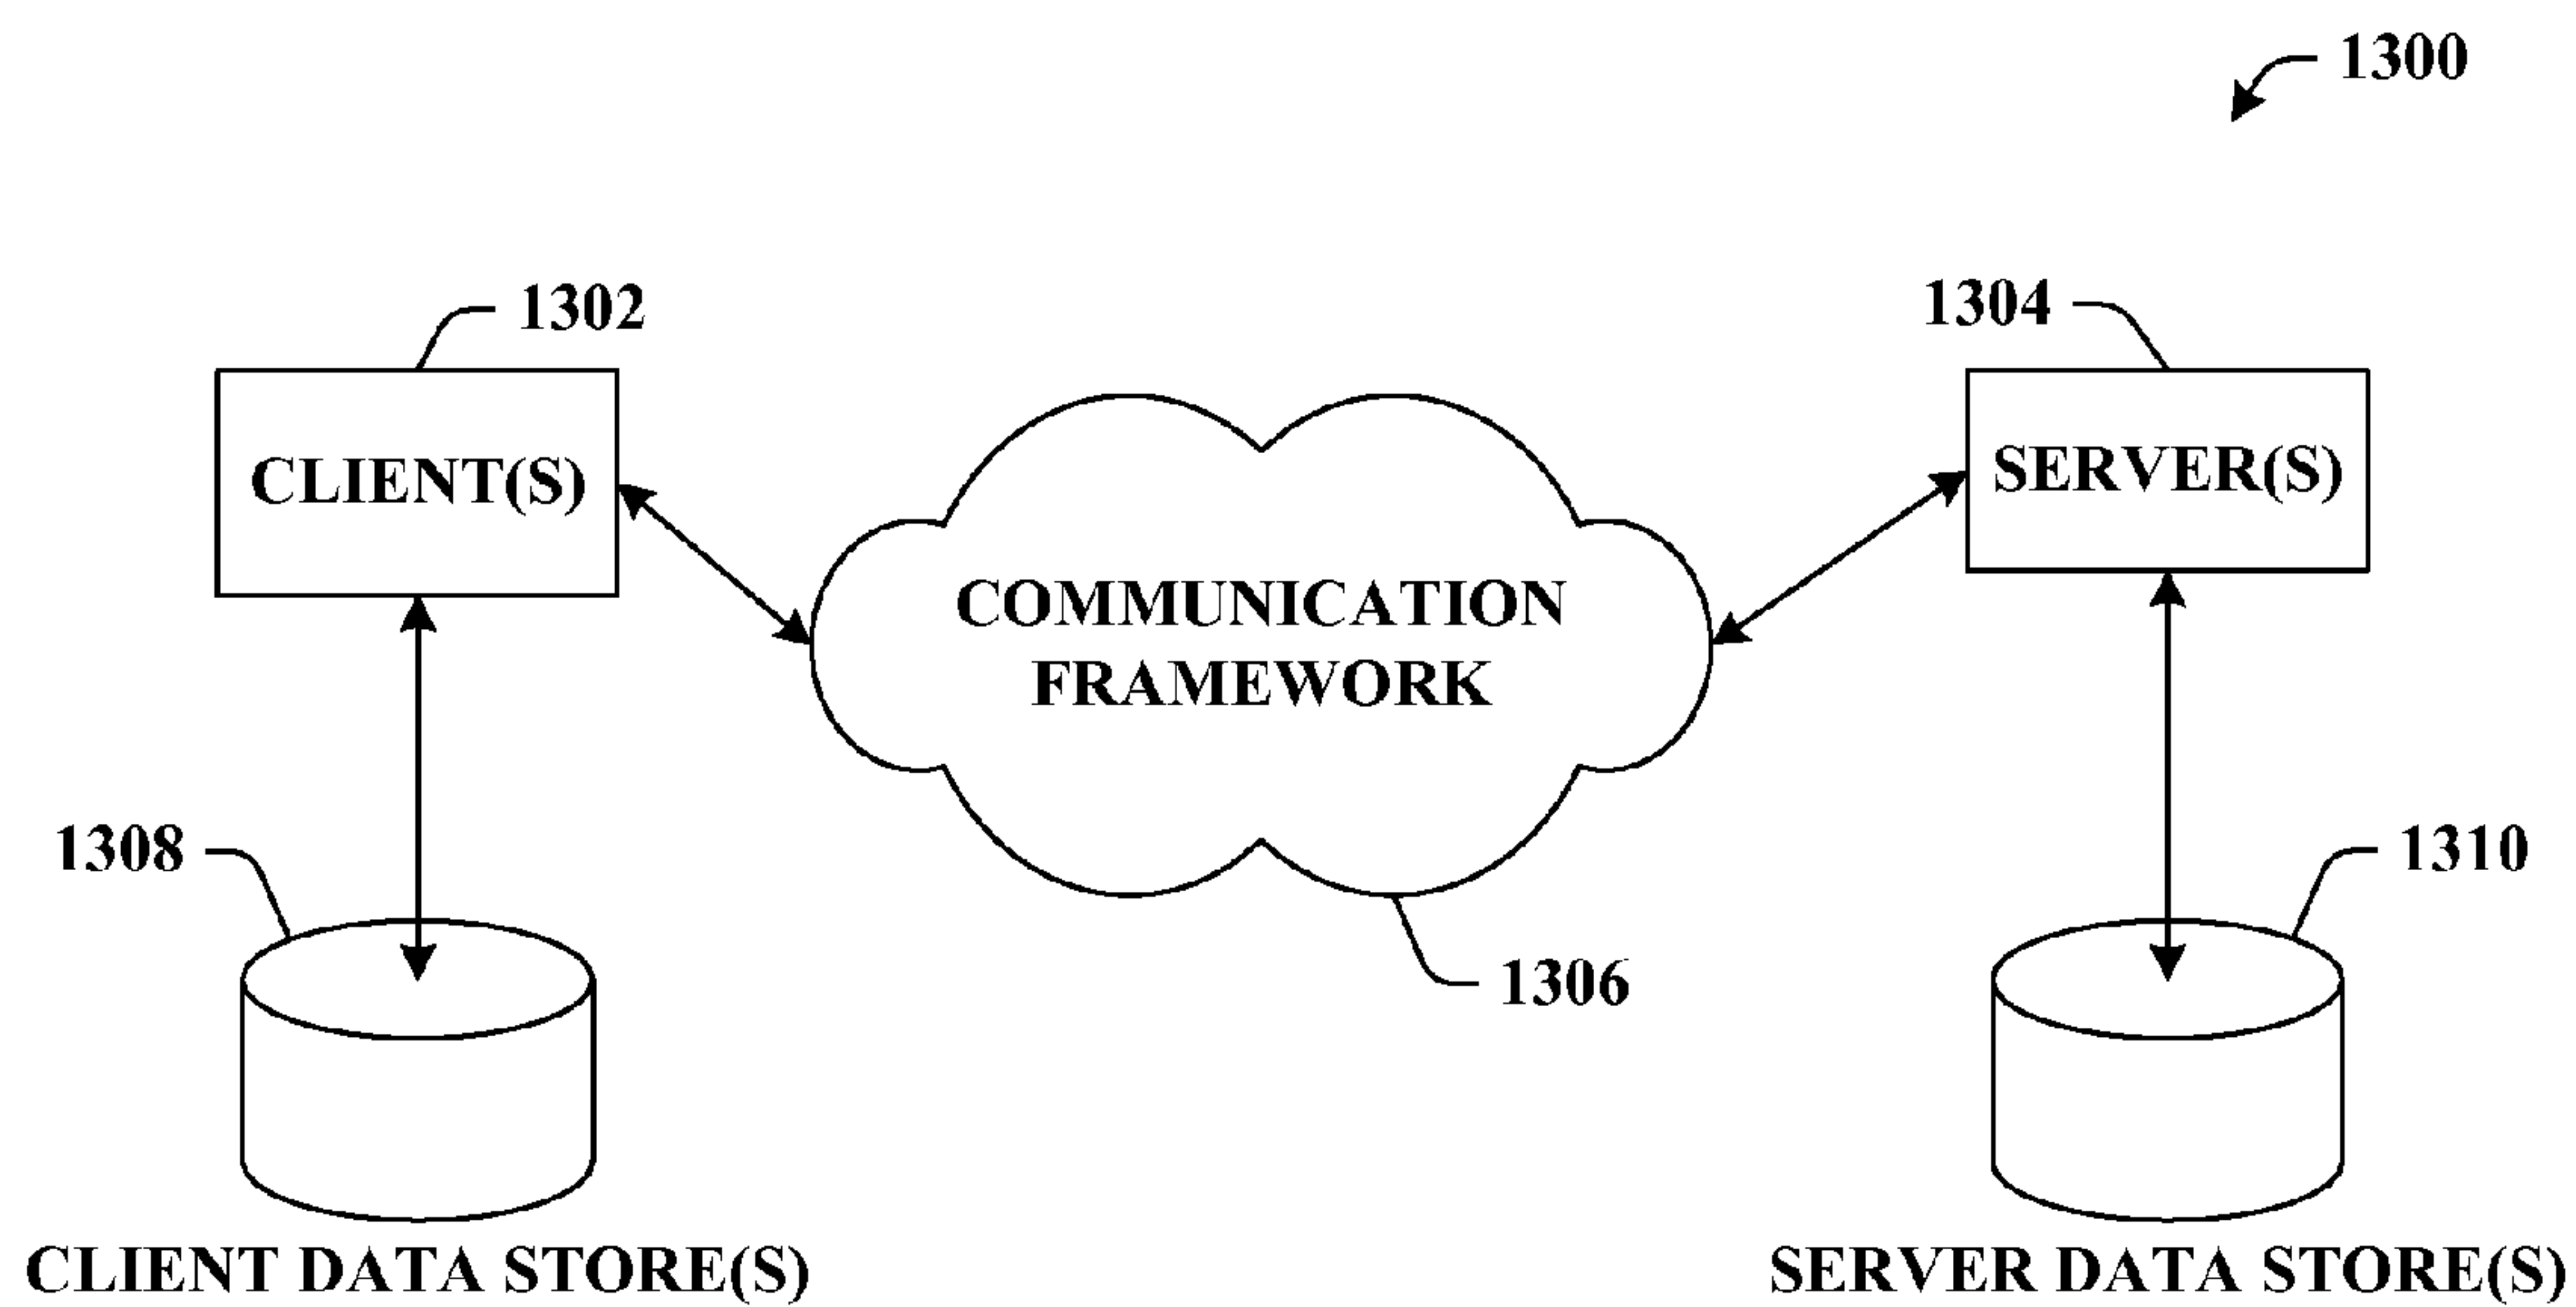 1300
1302
1304
CLIENT(S)
SERVER(S)
COMMUNICATION
FRAMEWORK
1308
1310
1306
CLIENT DATA STORE(S)
SERVER DATA STORE(S)